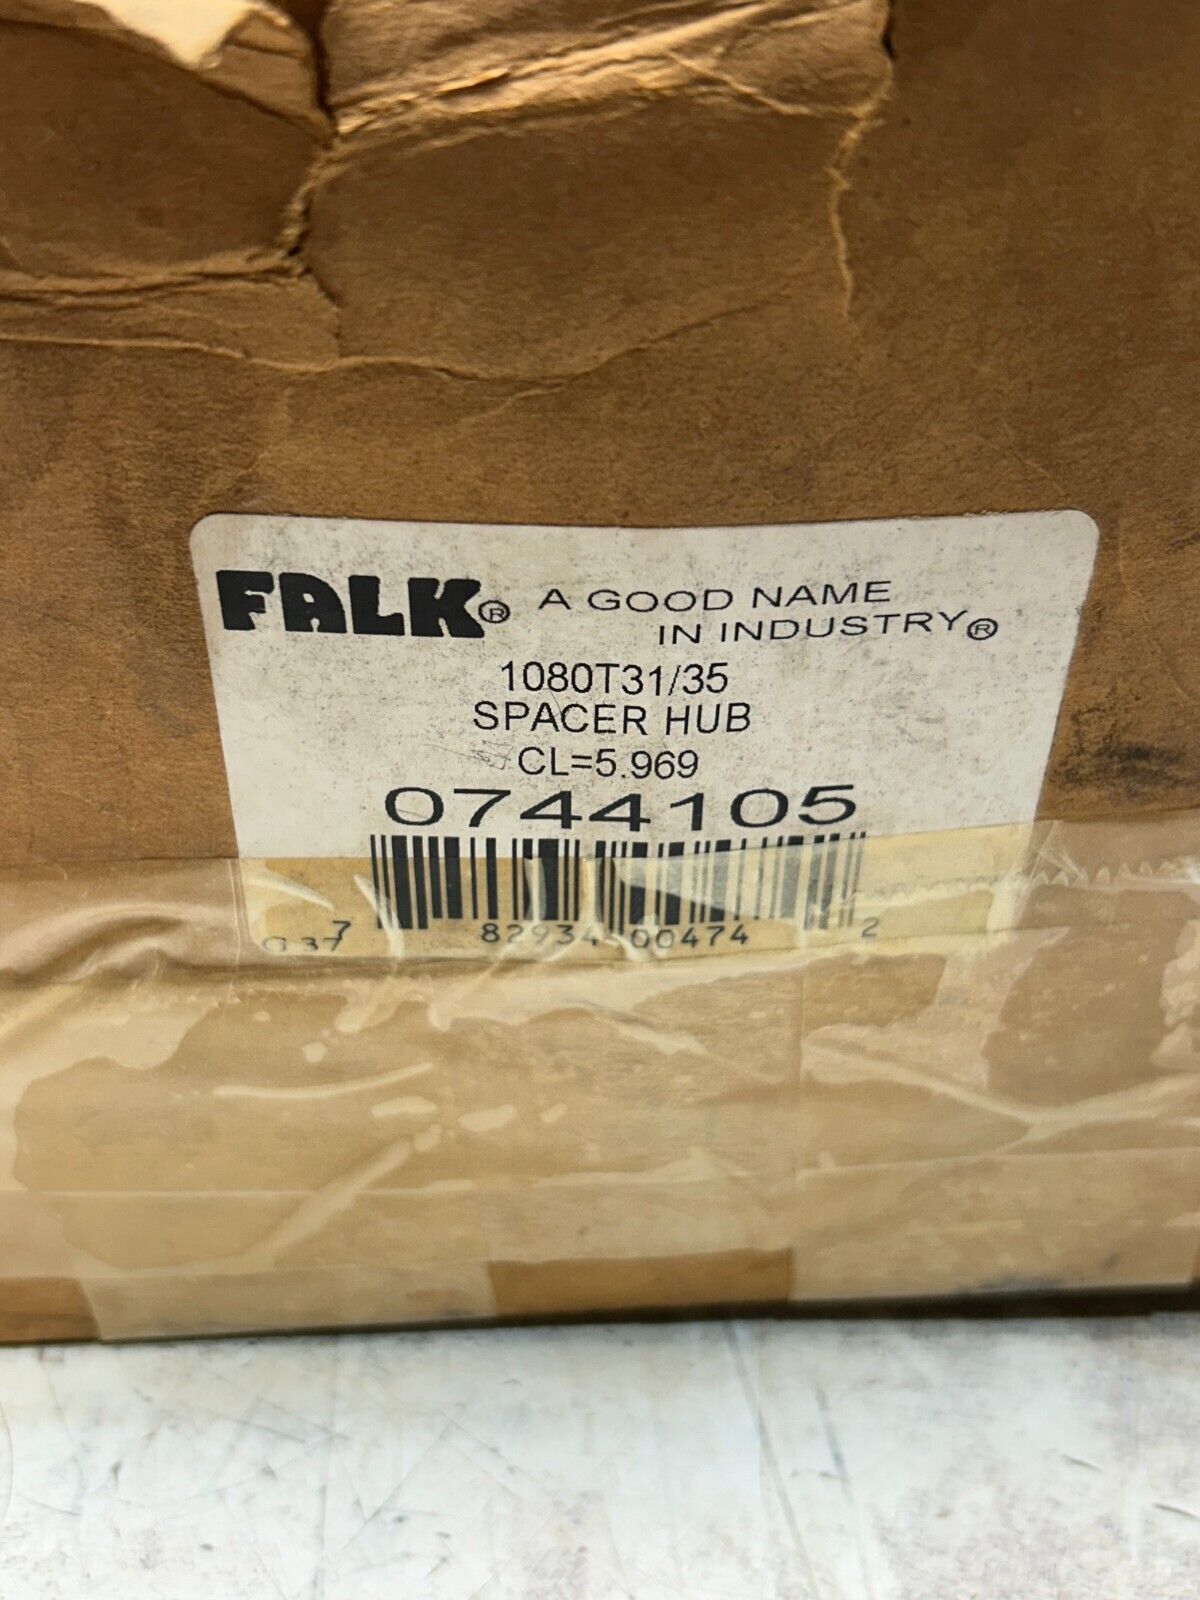 FALK® A GOOD NAME
IN INDUSTRY®
1080T31/35
SPACER HUB
CL=5.969
0744105
7 82934 00474 2